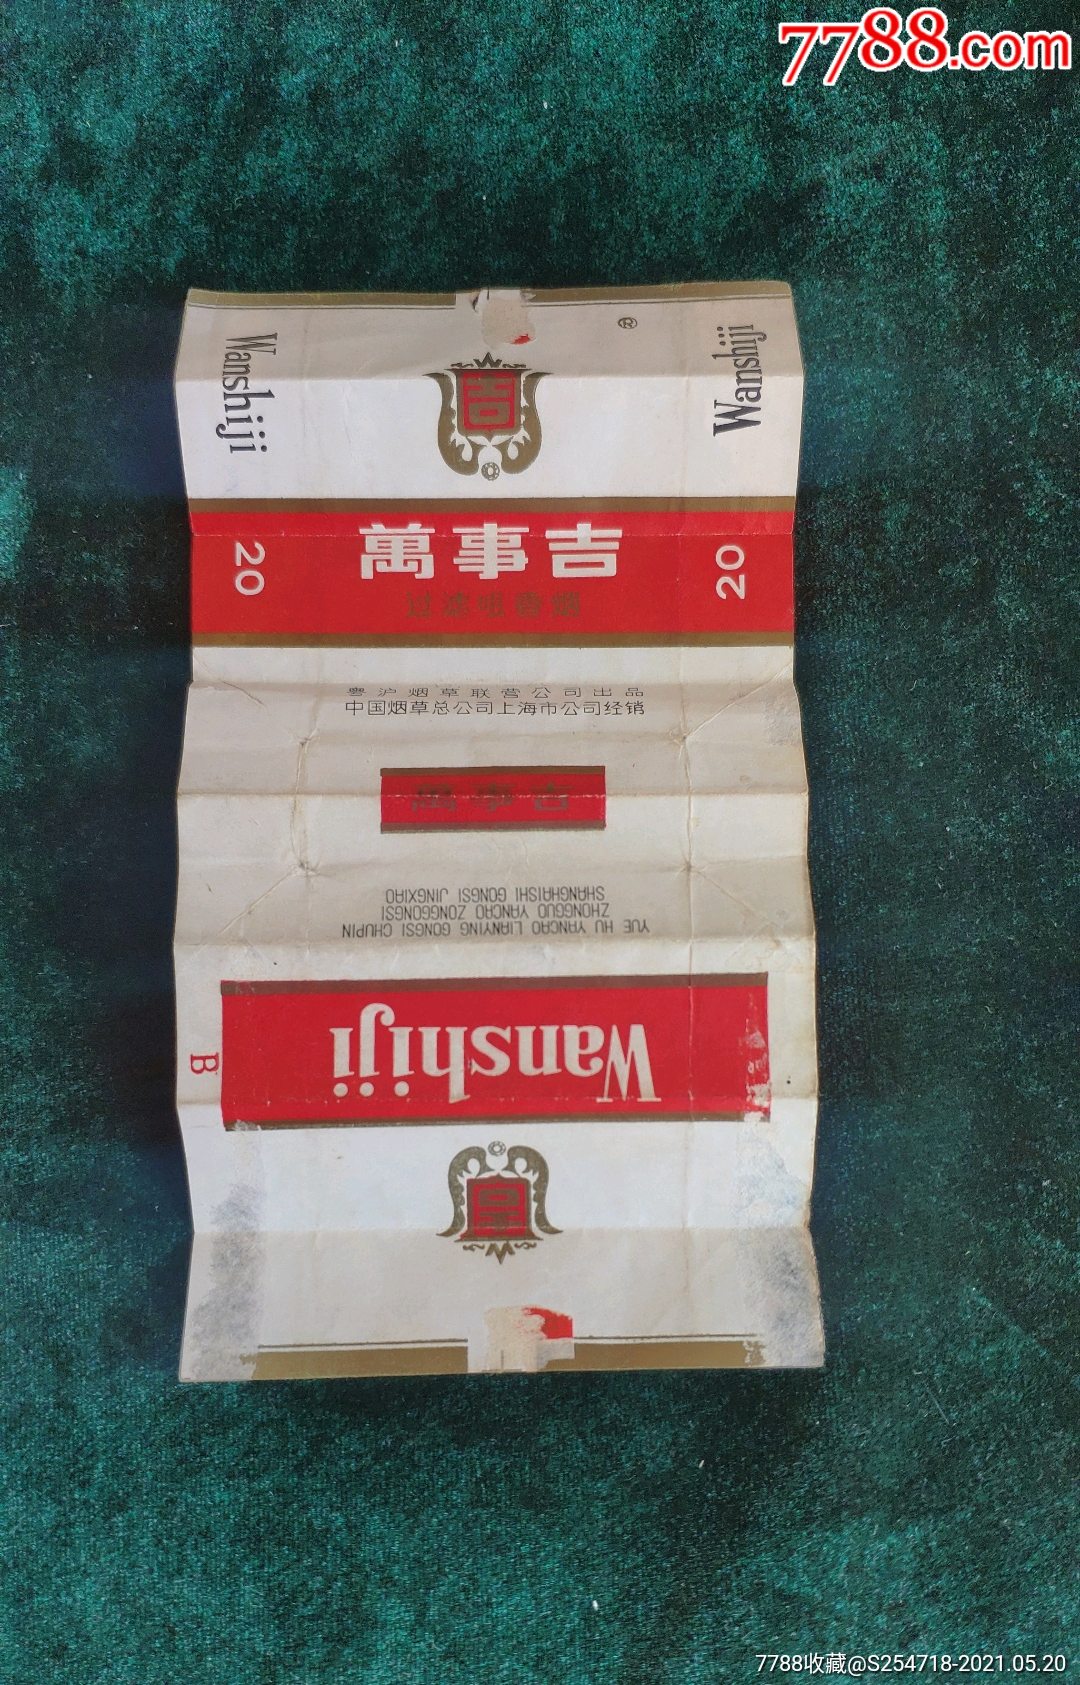 7788.com
Wanshiji
Wanshiji
R
吉
萬事吉
20
20
过滤咀香烟
粤沪烟草联营公司出品
中国烟草总公司上海市公司经销
萬事吉
YUE HU YANCAO LIANYING GONGSI CHUPIN
ZHONGGUO YANCAO ZONGGONGSI
SHANGHAISHI GONGSI JINGXIAO
Wanshiji
B
吉
7788收藏@S254718-2021.05.20